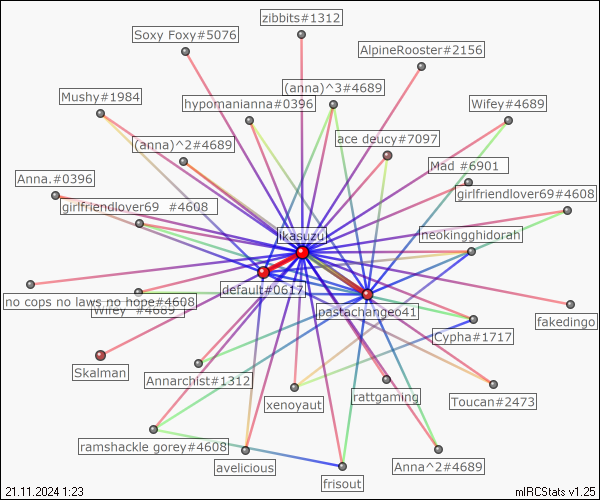 zibbits#1312
Soxy Foxy#5076
AlpineRooster#2156
(anna)^3#4689
Mushy#1984
hypomanianna#0396
Wifey#4689
(anna)^2#4689
ace deucy#7097
Mad #6901
Anna.#0396
girlfriendlover69#4608
girlfriendlover69 #4608
ikasuzu
neckingghidorah
default#0617
no cops no laws no hope#4608
Wifey #4689
pastachangeo41
fakedingo
Cypha#1717
Skalman
Annarchist#1312
rattgaming
xenoyaut
Toucan#2473
ramshackle gorey#4608
avelicious
Anna^2#4689
frisout
21.11.2024 1:23
mIRCStats v1.25